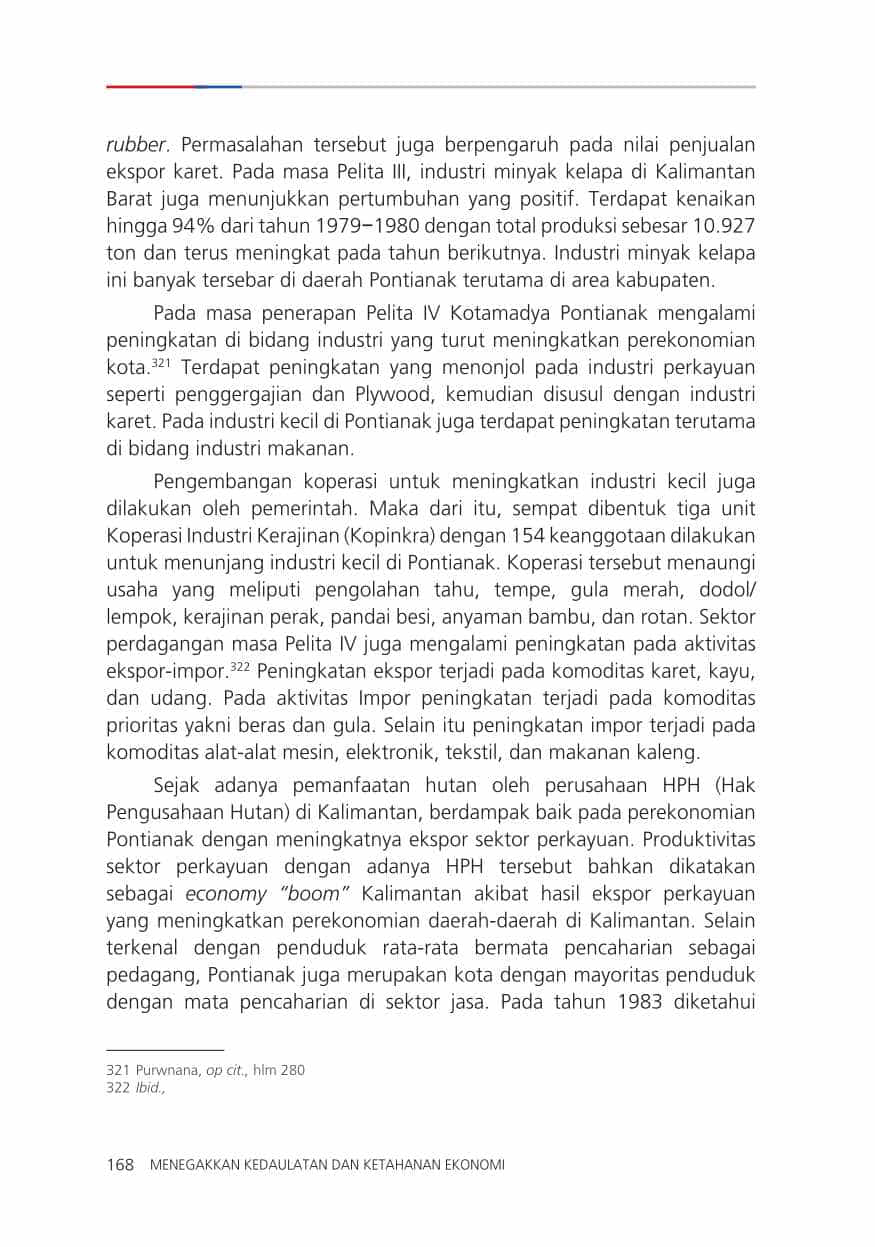 rubber. Permasalahan tersebut juga berpengaruh pada nilai penjualan
ekspor karet. Pada masa Pelita III, industri minyak kelapa di Kalimantan
Barat juga menunjukkan pertumbuhan yang positif. Terdapat kenaikan
hingga 94% dari tahun 1979–1980 dengan total produksi sebesar 10.927
ton dan terus meningkat pada tahun berikutnya. Industri minyak kelapa
ini banyak tersebar di daerah Pontianak terutama di area kabupaten.
Pada masa penerapan Pelita IV Kotamadya Pontianak mengalami
peningkatan di bidang industri yang turut meningkatkan perekonomian
kota.321 Terdapat peningkatan yang menonjol pada industri perkayuan
seperti penggergajian dan Plywood, kemudian disusul dengan industri
karet. Pada industri kecil di Pontianak juga terdapat peningkatan terutama
di bidang industri makanan.
Pengembangan koperasi untuk meningkatkan industri kecil juga
dilakukan oleh pemerintah. Maka dari itu, sempat dibentuk tiga unit
Koperasi Industri Kerajinan (Kopinkra) dengan 154 keanggotaan dilakukan
untuk menunjang industri kecil di Pontianak. Koperasi tersebut menaungi
usaha yang meliputi pengolahan tahu, tempe, gula merah, dodol/
lempok, kerajinan perak, pandai besi, anyaman bambu, dan rotan. Sektor
perdagangan masa Pelita IV juga mengalami peningkatan pada aktivitas
ekspor-impor.322 Peningkatan ekspor terjadi pada komoditas karet, kayu,
dan udang. Pada aktivitas Impor peningkatan terjadi pada komoditas
prioritas yakni beras dan gula. Selain itu peningkatan impor terjadi pada
komoditas alat-alat mesin, elektronik, tekstil, dan makanan kaleng.
Sejak adanya pemanfaatan hutan oleh perusahaan HPH (Hak
Pengusahaan Hutan) di Kalimantan, berdampak baik pada perekonomian
Pontianak dengan meningkatnya ekspor sektor perkayuan. Produktivitas
sektor perkayuan dengan adanya HPH tersebut bahkan dikatakan
sebagai economy “boom” Kalimantan akibat hasil ekspor perkayuan
yang meningkatkan perekonomian daerah-daerah di Kalimantan. Selain
terkenal dengan penduduk rata-rata bermata pencaharian sebagai
pedagang, Pontianak juga merupakan kota dengan mayoritas penduduk
dengan mata pencaharian di sektor jasa. Pada tahun 1983 diketahui
321 Purwnana, op cit., hlm 280
322 Ibid.,
168 MENEGAKKAN KEDAULATAN DAN KETAHANAN EKONOMI